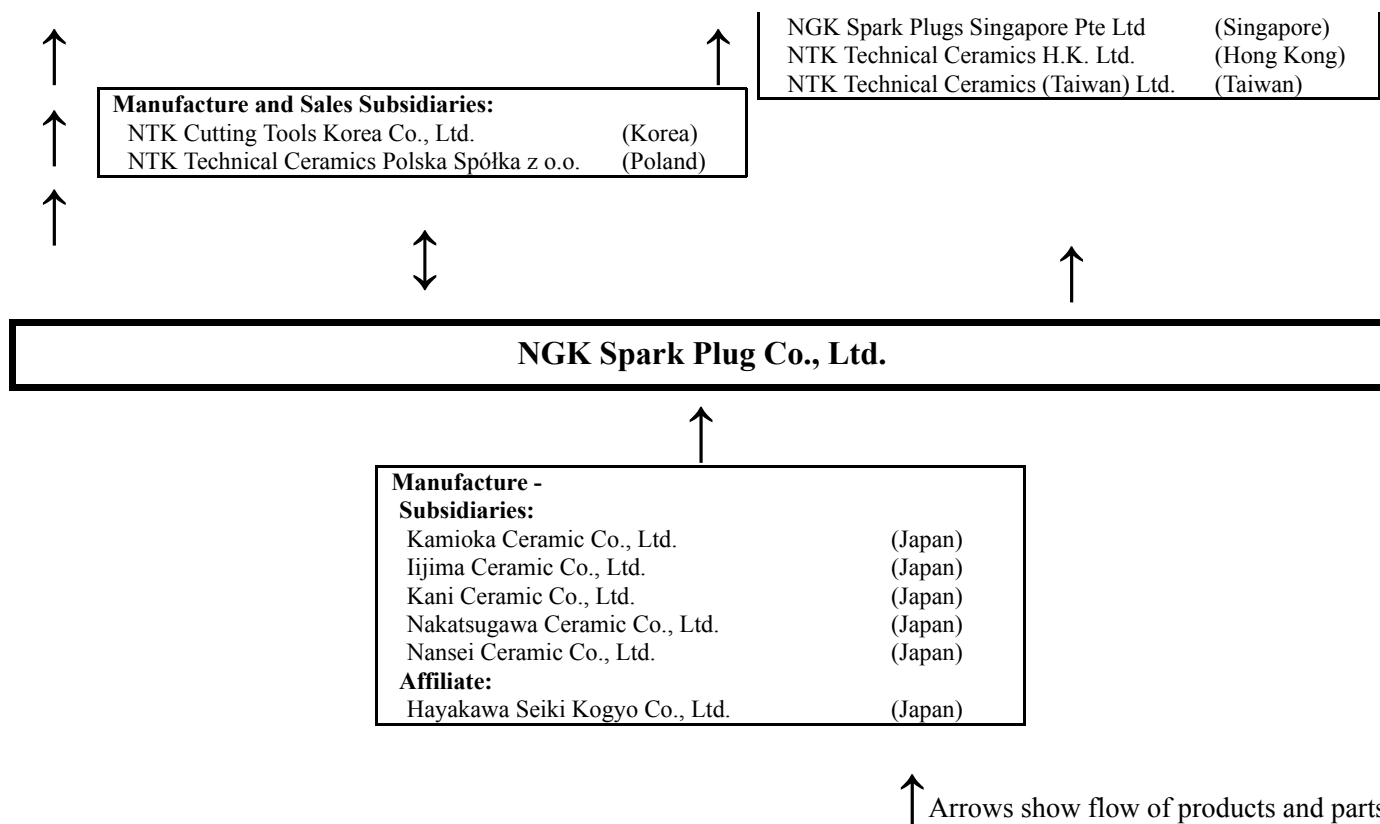 NGK Spark Plugs Singapore Pte Ltd (Singapore)
NTK Technical Ceramics H.K. Ltd. (Hong Kong)
NTK Technical Ceramics (Taiwan) Ltd. (Taiwan)
Manufacture and Sales Subsidiaries:
NTK Cutting Tools Korea Co., Ltd. (Korea)
NTK Technical Ceramics Polska Spółka z o.o. (Poland)
NGK Spark Plug Co., Ltd.
Manufacture -
Subsidiaries:
Kamioka Ceramic Co., Ltd. (Japan)
Iijima Ceramic Co., Ltd. (Japan)
Kani Ceramic Co., Ltd. (Japan)
Nakatsugawa Ceramic Co., Ltd. (Japan)
Nansei Ceramic Co., Ltd. (Japan)
Affiliate:
Hayakawa Seiki Kogyo Co., Ltd. (Japan)
Arrows show flow of products and parts